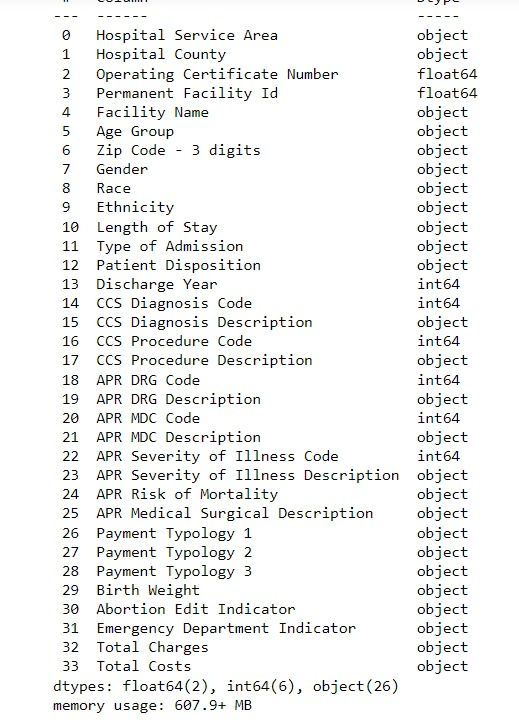 #   Column                               Dtype
---  ------                               -----
0   Hospital Service Area                object
1   Hospital County                      object
2   Operating Certificate Number         float64
3   Permanent Facility Id                float64
4   Facility Name                        object
5   Age Group                            object
6   Zip Code - 3 digits                  object
7   Gender                               object
8   Race                                 object
9   Ethnicity                            object
10  Length of Stay                       object
11  Type of Admission                    object
12  Patient Disposition                  object
13  Discharge Year                       int64
14  CCS Diagnosis Code                   int64
15  CCS Diagnosis Description            object
16  CCS Procedure Code                   int64
17  CCS Procedure Description            object
18  APR DRG Code                         int64
19  APR DRG Description                  object
20  APR MDC Code                         int64
21  APR MDC Description                  object
22  APR Severity of Illness Code         int64
23  APR Severity of Illness Description  object
24  APR Risk of Mortality                object
25  APR Medical Surgical Description     object
26  Payment Typology 1                   object
27  Payment Typology 2                   object
28  Payment Typology 3                   object
29  Birth Weight                         object
30  Abortion Edit Indicator              object
31  Emergency Department Indicator       object
32  Total Charges                        object
33  Total Costs                          object
dtypes: float64(2), int64(6), object(26)
memory usage: 607.9+ MB